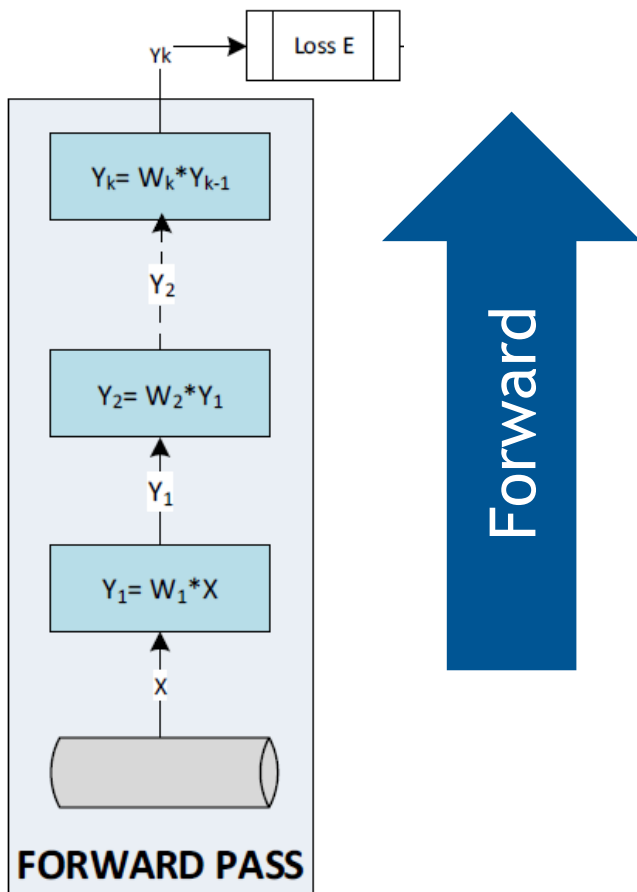 Yk
Loss E
Yₖ= Wₖ*Yₖ₋₁
Y₂
Y₂= W₂*Y₁
Y₁
Y₁= W₁*X
X
FORWARD PASS
Forward